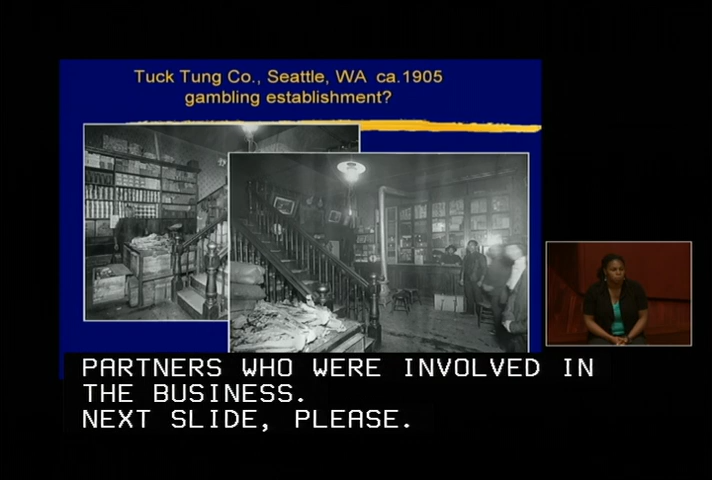 Tuck Tung Co., Seattle, WA ca.1905
gambling establishment?
PARTNERS WHO WERE INVOLVED IN
THE BUSINESS.
NEXT SLIDE, PLEASE.